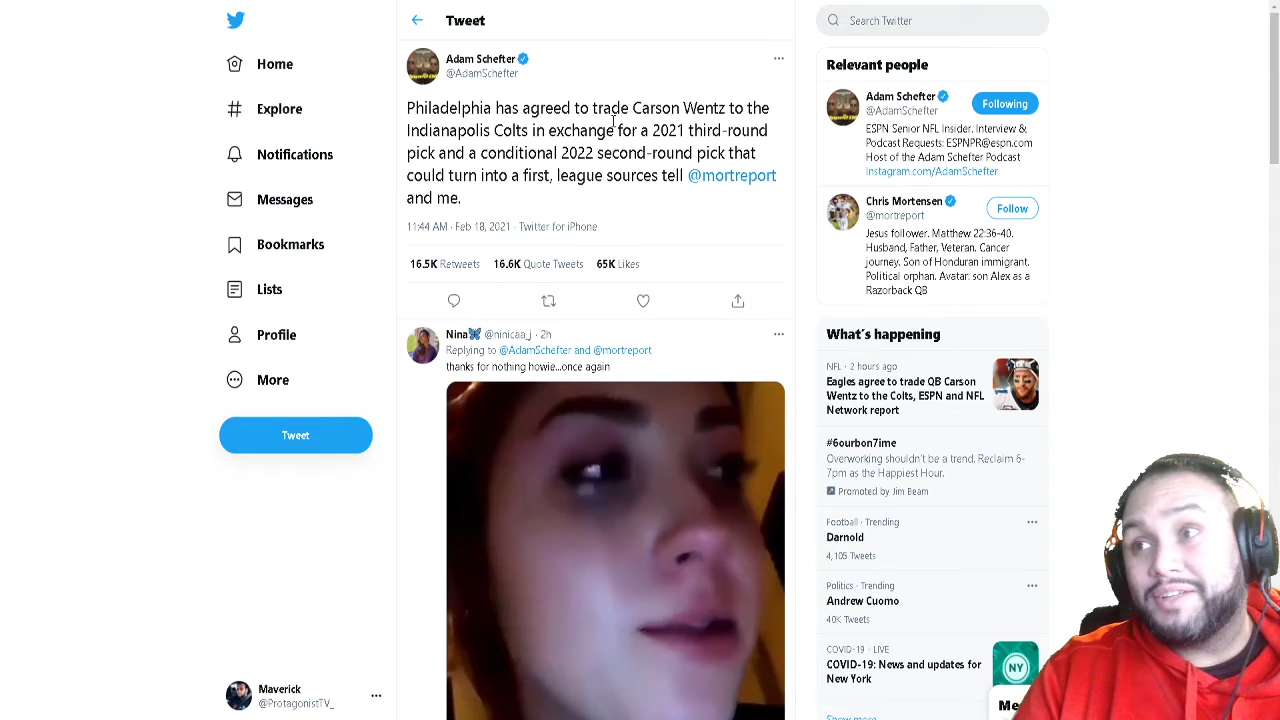 Home
Explore
Notifications
Messages
Bookmarks
Lists
Profile
More
Tweet
Maverick
@ProtagonistTV_
Tweet
Adam Schefter
@AdamSchefter
Philadelphia has agreed to trade Carson Wentz to the
Indianapolis Colts in exchange for a 2021 third-round
pick and a conditional 2022 second-round pick that
could turn into a first, league sources tell @mortreport
and me.
11:44 AM · Feb 18, 2021 · Twitter for iPhone
16.5K Retweets 16.6K Quote Tweets 65K Likes
Nina @ninicaa_j · 2h
Replying to @AdamSchefter and @mortreport
thanks for nothing howie...once again
Search Twitter
Relevant people
Adam Schefter
@AdamSchefter
Following
ESPN Senior NFL Insider. Interview &
Podcast Requests: ESPNPR@espn.com
Host of the Adam Schefter Podcast
Instagram.com/AdamSchefter
Chris Mortensen
@mortreport
Follow
Jesus follower. Matthew 22:36-40.
Husband, Father, Veteran. Cancer
journey. Son of Honduran immigrant.
Political orphan. Avatar: son Alex as a
Razorback QB
What's happening
NFL · 2 hours ago
Eagles agree to trade QB Carson
Wentz to the Colts, ESPN and NFL
Network report
#6ourbon7ime
Overworking shouldn't be a trend. Reclaim 6-
7pm as the Happiest Hour.
Promoted by Jim Beam
Football · Trending
Darnold
4,105 Tweets
Politics · Trending
Andrew Cuomo
40K Tweets
COVID-19 · LIVE
COVID-19: News and updates for
New York
NY
Show more